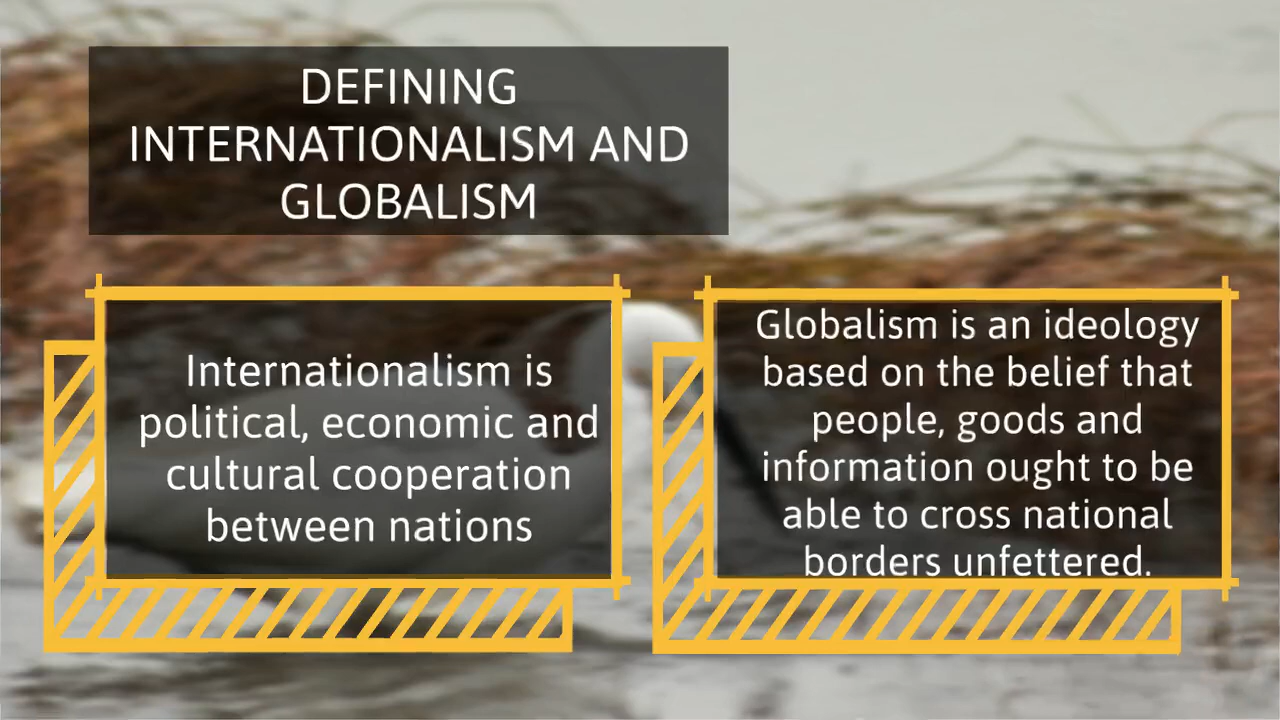 DEFINING
INTERNATIONALISM AND
GLOBALISM
Internationalism is
political, economic and
cultural cooperation
between nations
Globalism is an ideology
based on the belief that
people, goods and
information ought to be
able to cross national
borders unfettered.